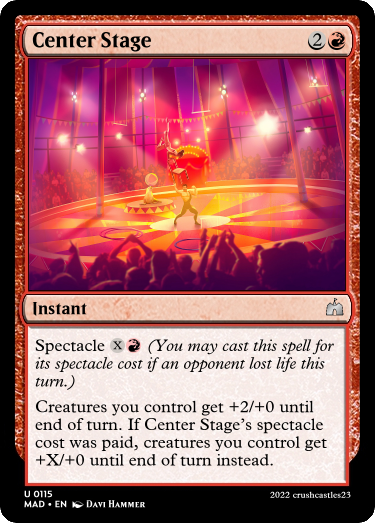 Center Stage 2
Instant
Spectacle X (You may cast this spell for
its spectacle cost if an opponent lost life this
turn.)
Creatures you control get +2/+0 until
end of turn. If Center Stage's spectacle
cost was paid, creatures you control get
+X/+0 until end of turn instead.
U 0115
MAD • EN Davi Hammer
2022 crushcastles23